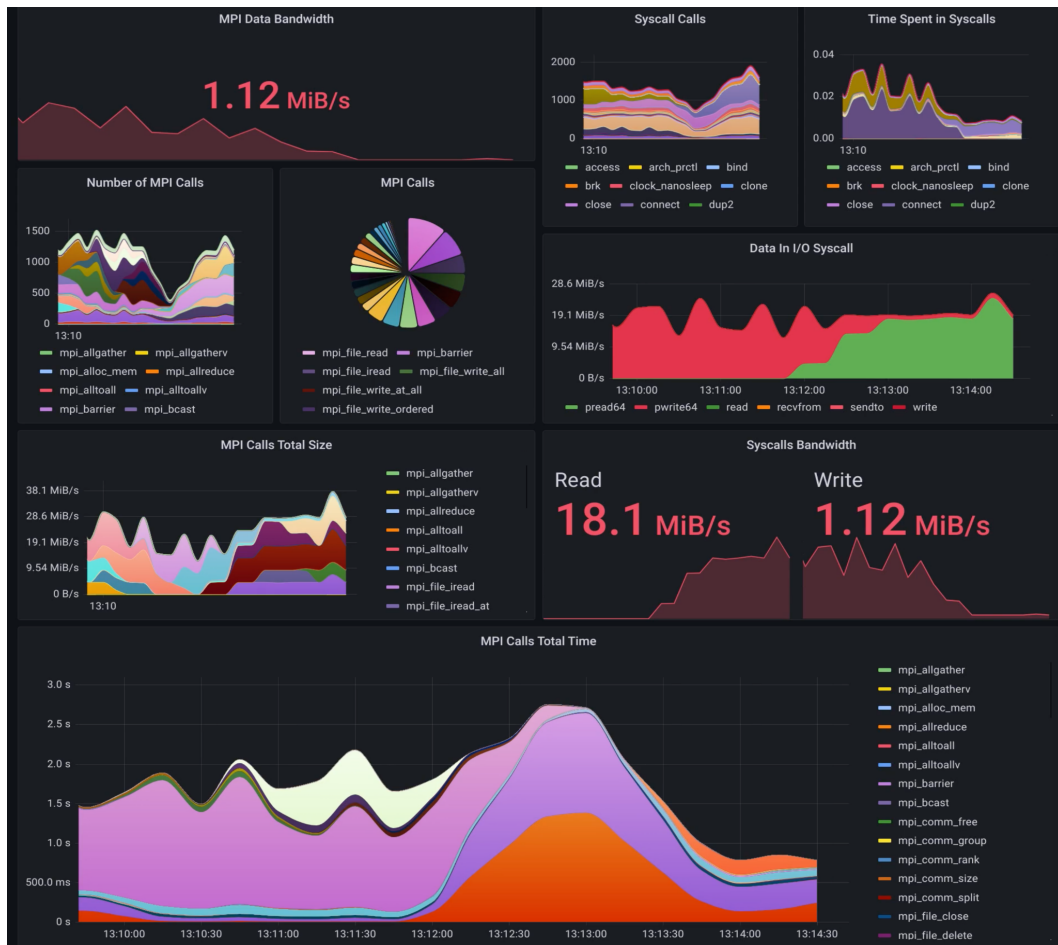 MPI Data Bandwidth
1.12 MiB/s
Syscall Calls
2000
1000
0
13:10
access arch_prctl bind
brk clock_nanosleep clone
close connect dup2
Time Spent in Syscalls
0.04
0.02
0.00
13:10
access arch_prctl bind
brk clock_nanosleep clone
close connect dup2
Number of MPI Calls
1500
1000
500
0
13:10
mpi_allgather mpi_allgatherv
mpi_alloc_mem mpi_allreduce
mpi_alltoall mpi_alltoallv
mpi_barrier mpi_bcast
MPI Calls
mpi_file_read mpi_barrier
mpi_file_iread mpi_file_write_all
mpi_file_write_at_all
mpi_file_write_ordered
Data In I/O Syscall
28.6 MiB/s
19.1 MiB/s
9.54 MiB/s
0 B/s
13:10:00 13:11:00 13:12:00 13:13:00 13:14:00
pread64 pwrite64 read recvfrom sendto write
MPI Calls Total Size
38.1 MiB/s
28.6 MiB/s
19.1 MiB/s
9.54 MiB/s
0 B/s
13:10
mpi_allgather
mpi_allgatherv
mpi_allreduce
mpi_alltoall
mpi_alltoallv
mpi_bcast
mpi_file_iread
mpi_file_iread_at
Syscalls Bandwidth
Read
18.1 MiB/s
Write
1.12 MiB/s
MPI Calls Total Time
3.0 s
2.5 s
2.0 s
1.5 s
1.0 s
500.0 ms
0 s
13:10:00 13:10:30 13:11:00 13:11:30 13:12:00 13:12:30 13:13:00 13:13:30 13:14:00 13:14:30
mpi_allgather
mpi_allgatherv
mpi_alloc_mem
mpi_allreduce
mpi_alltoall
mpi_alltoallv
mpi_barrier
mpi_bcast
mpi_comm_free
mpi_comm_group
mpi_comm_rank
mpi_comm_size
mpi_comm_split
mpi_file_close
mpi_file_delete